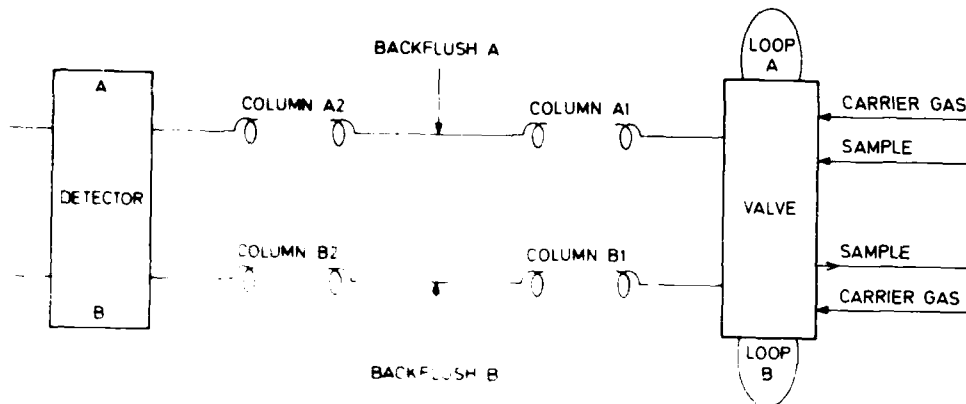 LOOP
A
BACKFLUSH A
A
COLUMN A2
COLUMN A1
CARRIER GAS
SAMPLE
DETECTOR
VALVE
COLUMN B2
COLUMN B1
SAMPLE
CARRIER GAS
B
LOOP
B
BACKFLUSH B